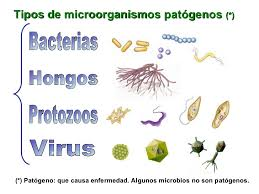 Tipos de microorganismos patógenos (*)
Bacterias
Hongos
Protozoos
Virus
(*) Patógeno: que causa enfermedad. Algunos microbios no son patógenos.